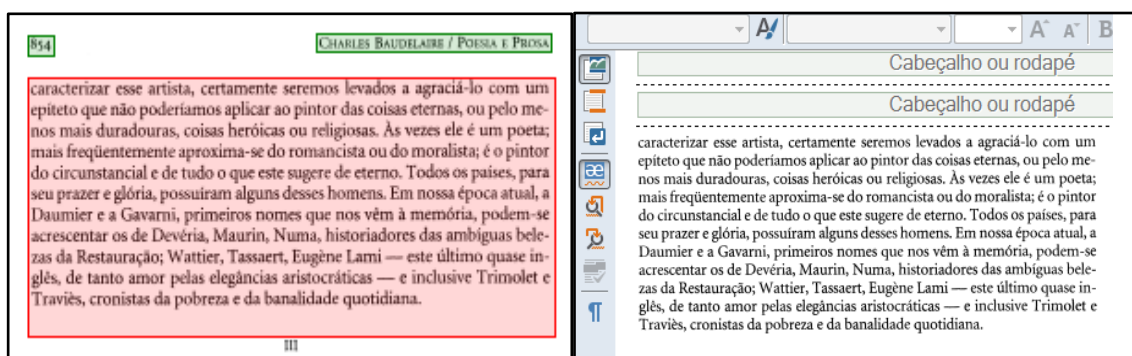 854
CHARLES BAUDELAIRE / POESIA E PROSA
caracterizar esse artista, certamente seremos levados a agraciá-lo com um
epíteto que não poderíamos aplicar ao pintor das coisas eternas, ou pelo me-
nos mais duradouras, coisas heróicas ou religiosas. Às vezes ele é um poeta;
mais freqüentemente aproxima-se do romancista ou do moralista; é o pintor
do circunstancial e de tudo o que este sugere de eterno. Todos os países, para
seu prazer e glória, possuíram alguns desses homens. Em nossa época atual, a
Daumier e a Gavarni, primeiros nomes que nos vêm à memória, podem-se
acrescentar os de Devéria, Maurin, Numa, historiadores das ambíguas bele-
zas da Restauração; Wattier, Tassaert, Eugène Lami — este último quase in-
glês, de tanto amor pelas elegâncias aristocráticas — e inclusive Trimolet e
Traviès, cronistas da pobreza e da banalidade quotidiana.
III
A A A B
Cabeçalho ou rodapé
Cabeçalho ou rodapé
æ
¶
caracterizar esse artista, certamente seremos levados a agraciá-lo com um
epíteto que não poderíamos aplicar ao pintor das coisas eternas, ou pelo me-
nos mais duradouras, coisas heróicas ou religiosas. Às vezes ele é um poeta;
mais freqüentemente aproxima-se do romancista ou do moralista; é o pintor
do circunstancial e de tudo o que este sugere de eterno. Todos os países, para
seu prazer e glória, possuíram alguns desses homens. Em nossa época atual, a
Daumier e a Gavarni, primeiros nomes que nos vêm à memória, podem-se
acrescentar os de Devéria, Maurin, Numa, historiadores das ambíguas bele-
zas da Restauração; Wattier, Tassaert, Eugène Lami — este último quase in-
glês, de tanto amor pelas elegâncias aristocráticas — e inclusive Trimolet e
Traviès, cronistas da pobreza e da banalidade quotidiana.